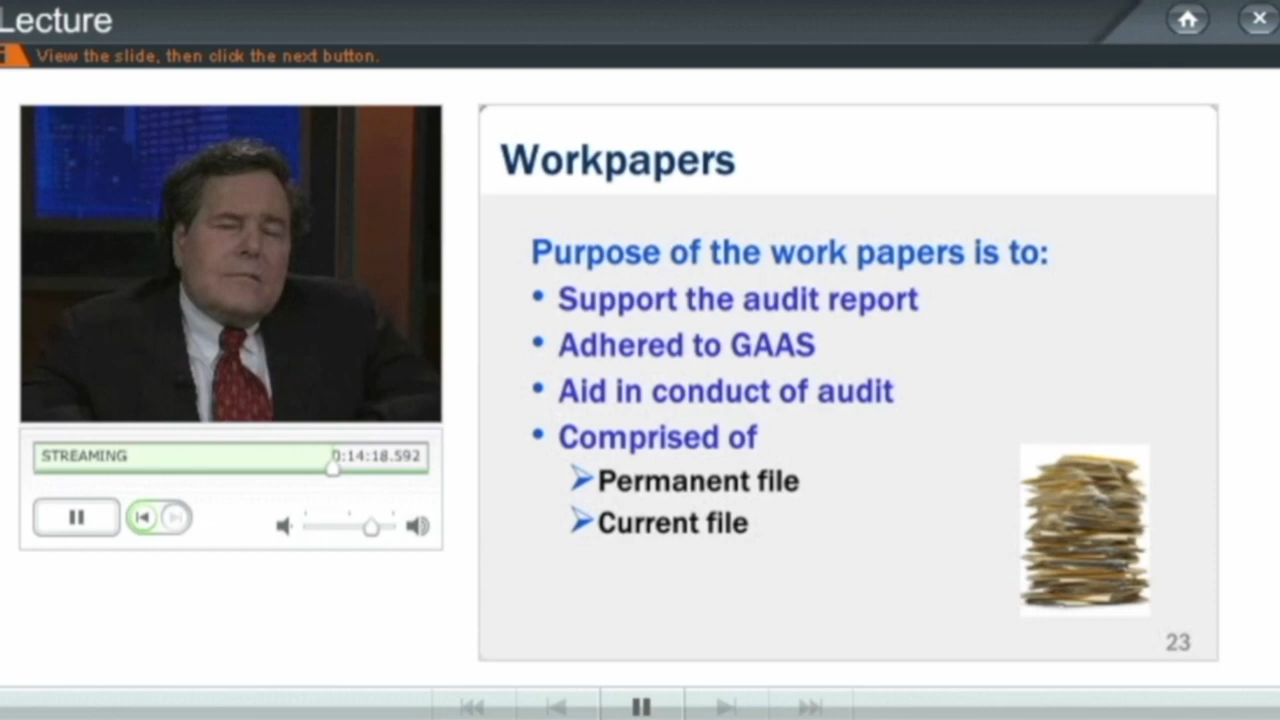 Lecture
View the slide, then click the next button.
Workpapers
Purpose of the work papers is to:
• Support the audit report
• Adhered to GAAS
• Aid in conduct of audit
• Comprised of
➢Permanent file
➢Current file
23
STREAMING 0:14:18.592